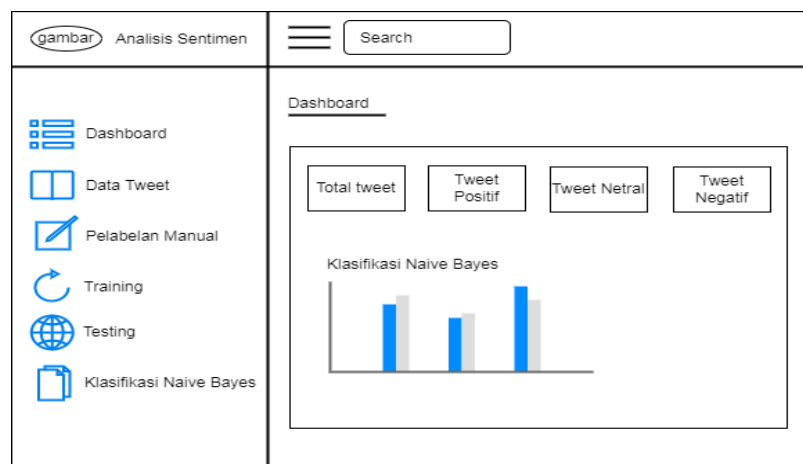 gambar Analisis Sentimen
Search
Dashboard
Data Tweet
Pelabelan Manual
Training
Testing
Klasifikasi Naive Bayes
Dashboard
Total tweet
Tweet
Positif
Tweet Netral
Tweet
Negatif
Klasifikasi Naive Bayes